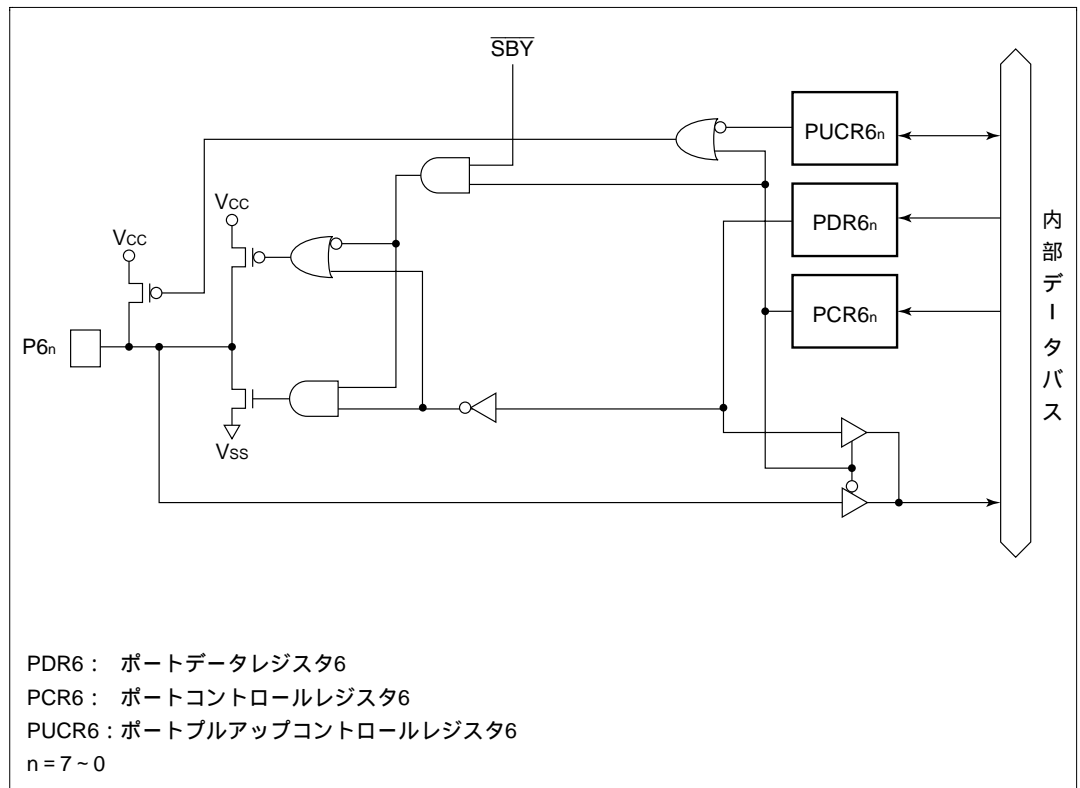 SBY
PUCR6n
VCC
PDR6n
VCC
内部データバス
PCR6n
P6n
VSS
PDR6 : ポートデータレジスタ6
PCR6 : ポートコントロールレジスタ6
PUCR6 : ポートプルアップコントロールレジスタ6
n = 7 ~ 0